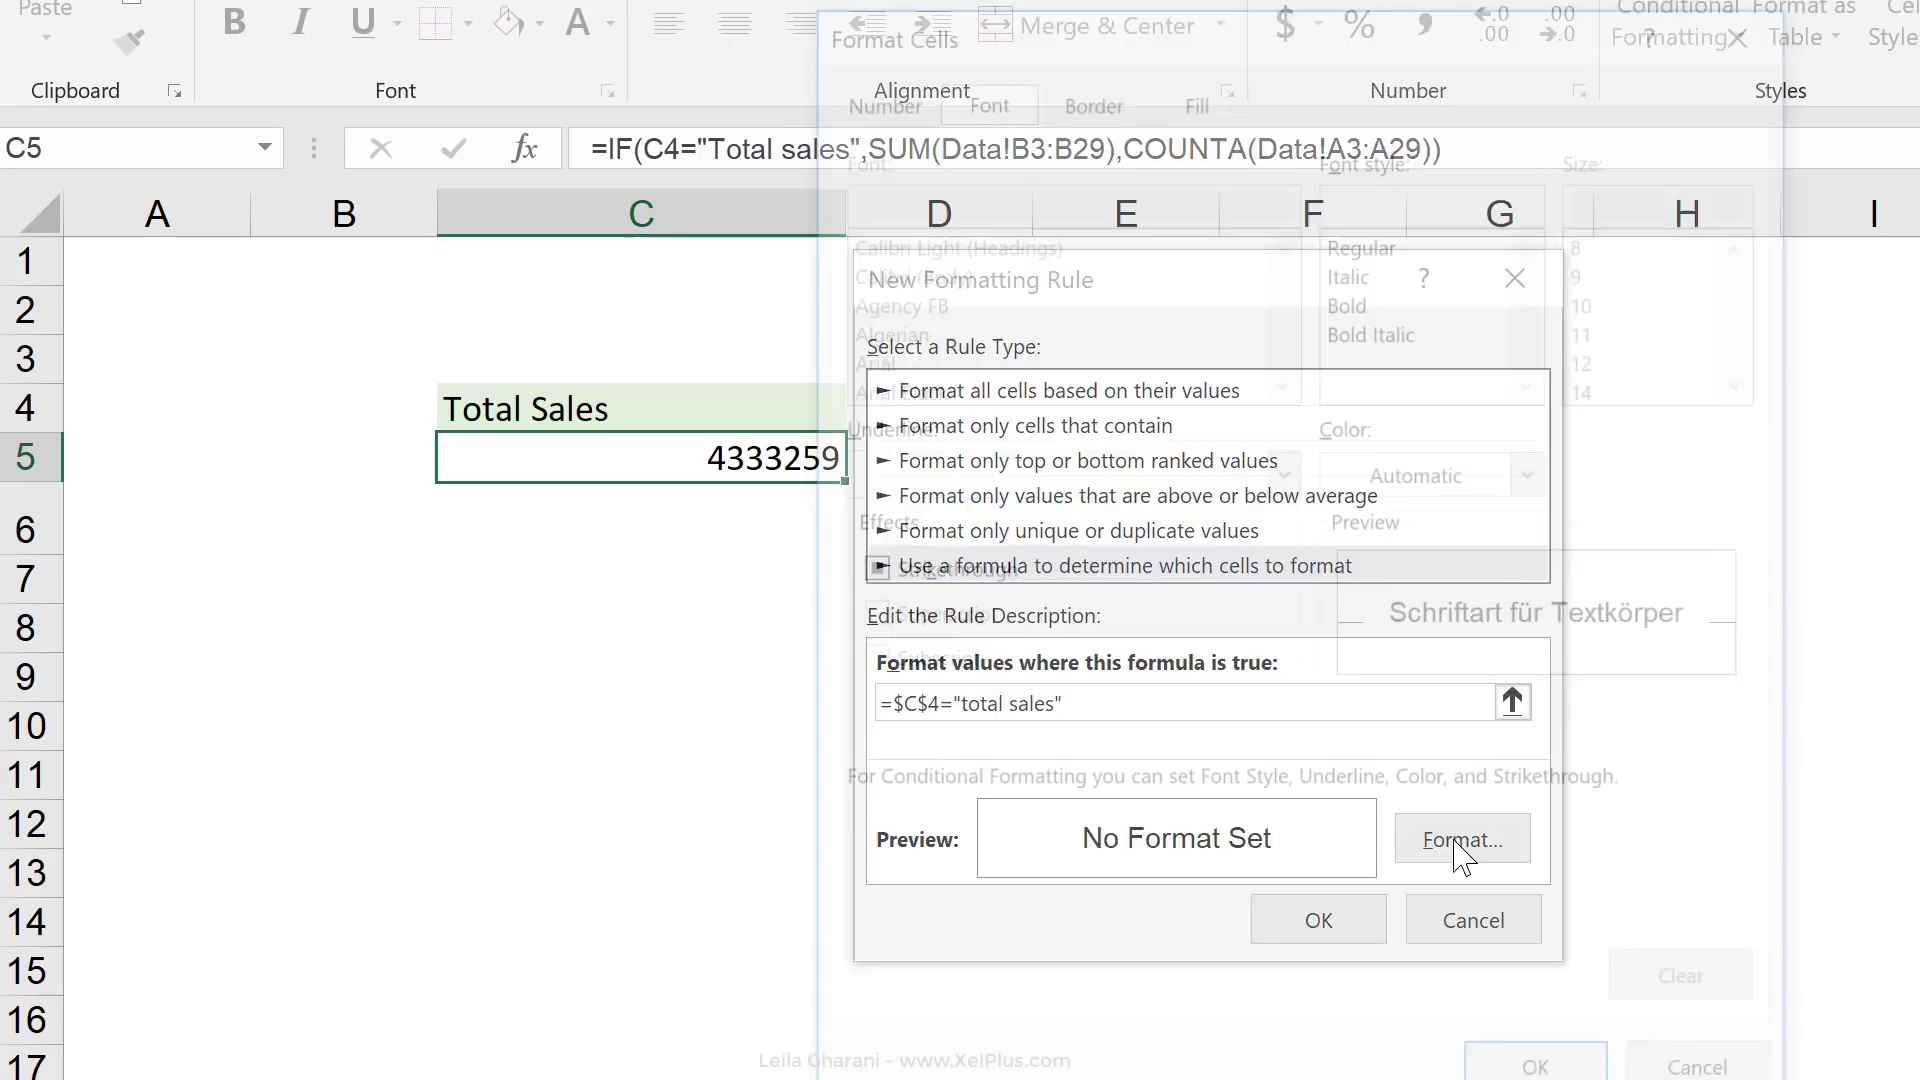 Paste
B I U A
Merge & Center
$ % 9
Conditional Format as
Formatting Table Style
Clipboard
Font
Alignment
Number
Styles
Format Cells
? X
Number Font Border Fill
C5
fx
=IF(C4="Total sales",SUM(Data!B3:B29),COUNTA(Data!A3:A29))
Font:
Font style:
Size:
A B C D E F G H I
1
2
3
4
5
6
7
8
9
10
11
12
13
14
15
16
17
Total Sales
4333259
Calibri Light (Headings)
Agency FB
Algerian
Arial
Regular
Italic
Bold
Bold Italic
8
9
10
11
12
14
New Formatting Rule
?
Select a Rule Type:
► Format all cells based on their values
► Format only cells that contain
► Format only top or bottom ranked values
► Format only values that are above or below average
► Format only unique or duplicate values
► Use a formula to determine which cells to format
Underline:
Color:
Automatic
Effects
Preview
Strikethrough
Schriftart für Textkörper
Edit the Rule Description:
Format values where this formula is true:
=$C$4="total sales"
For Conditional Formatting you can set Font Style, Underline, Color, and Strikethrough.
Preview:
No Format Set
Format...
OK
Cancel
Clear
OK
Cancel
Leila Gharani - www.XelPlus.com